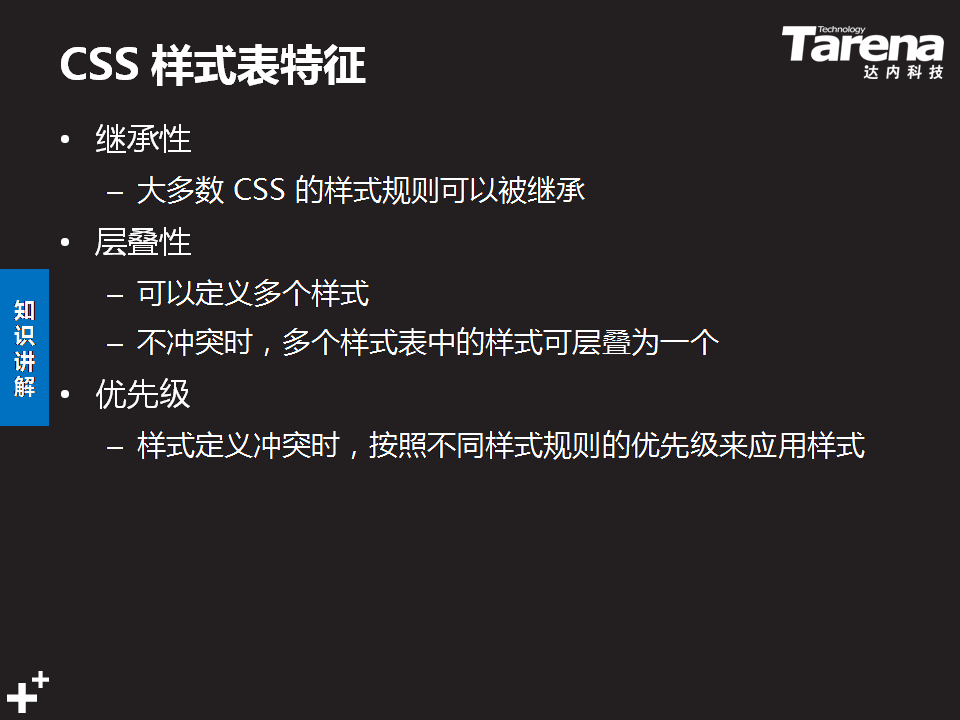 CSS 样式表特征
Technology
Tarena
达内科技
• 继承性
– 大多数 CSS 的样式规则可以被继承
• 层叠性
– 可以定义多个样式
– 不冲突时，多个样式表中的样式可层叠为一个
• 优先级
– 样式定义冲突时，按照不同样式规则的优先级来应用样式
知识讲解